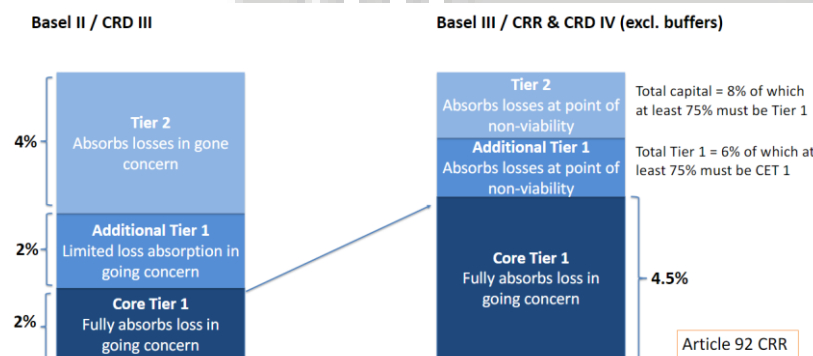 Basel II / CRD III
Basel III / CRR & CRD IV (excl. buffers)
4%
Tier 2
Absorbs losses in gone
concern
2%
Additional Tier 1
Limited loss absorption in
going concern
2%
Core Tier 1
Fully absorbs loss in
going concern
Tier 2
Absorbs losses at point of
non-viability
Additional Tier 1
Absorbs losses at point of
non-viability
Core Tier 1
Fully absorbs loss in
going concern
Total capital = 8% of which
at least 75% must be Tier 1
Total Tier 1 = 6% of which at
least 75% must be CET 1
4.5%
Article 92 CRR